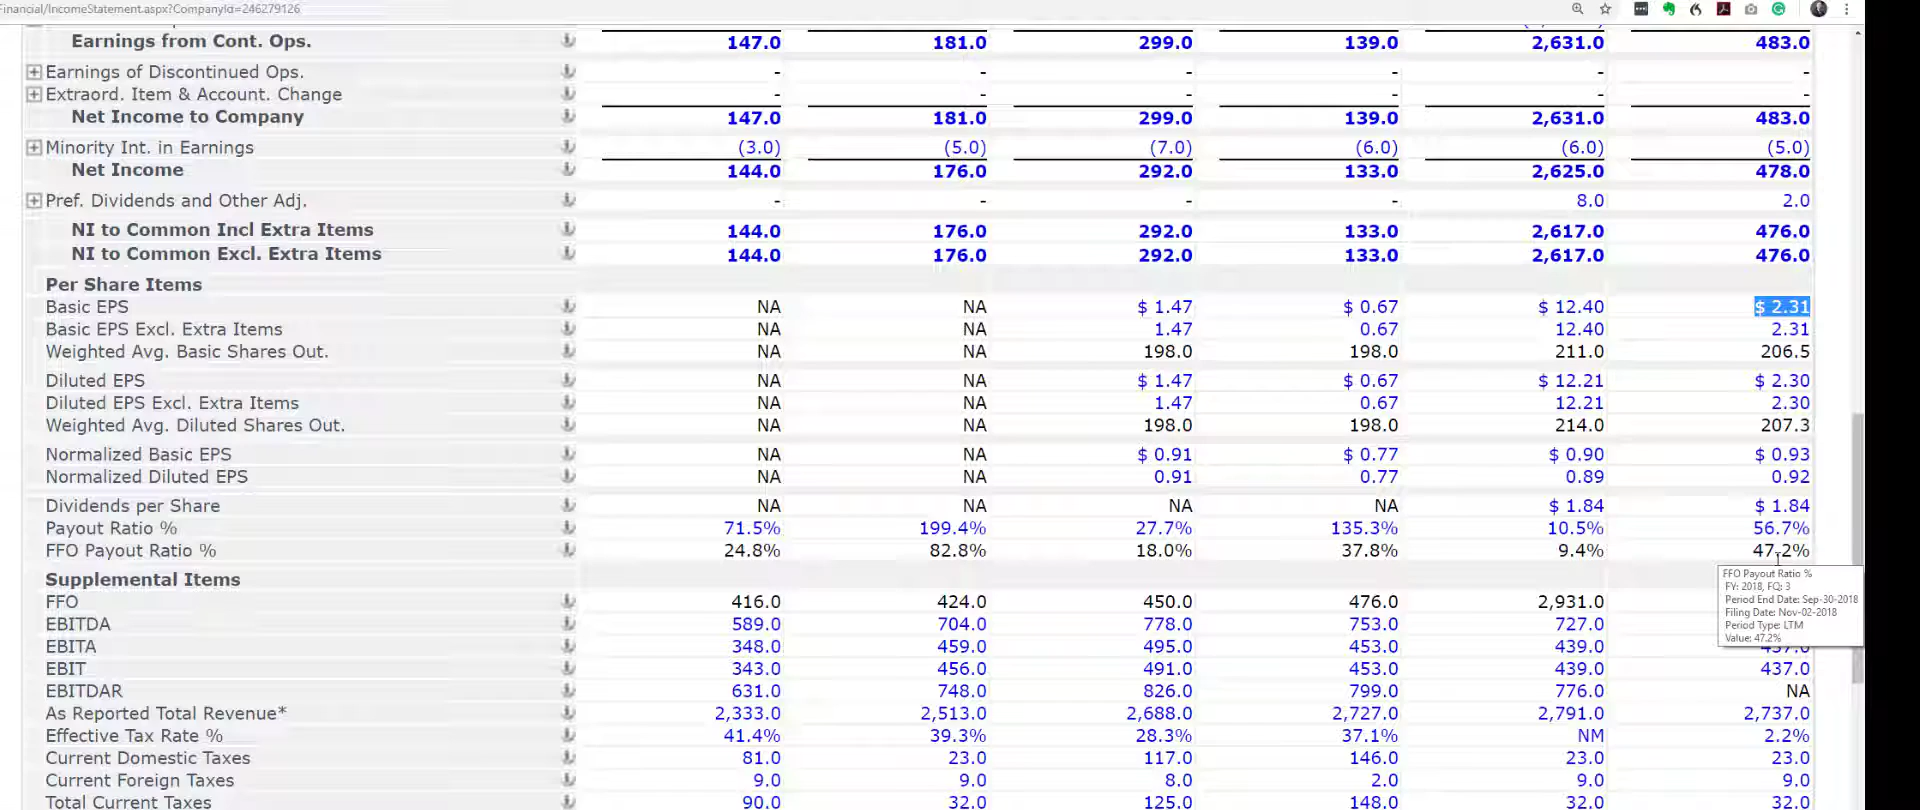 Financial/IncomeStatement.aspx?CompanyId=246279126
Earnings from Cont. Ops. 147.0 181.0 299.0 139.0 2,631.0 483.0
Earnings of Discontinued Ops. - - - - - -
Extraord. Item & Account. Change - - - - - -
Net Income to Company 147.0 181.0 299.0 139.0 2,631.0 483.0
Minority Int. in Earnings (3.0) (5.0) (7.0) (6.0) (6.0) (5.0)
Net Income 144.0 176.0 292.0 133.0 2,625.0 478.0
Pref. Dividends and Other Adj. - - - - 8.0 2.0
NI to Common Incl Extra Items 144.0 176.0 292.0 133.0 2,617.0 476.0
NI to Common Excl. Extra Items 144.0 176.0 292.0 133.0 2,617.0 476.0
Per Share Items
Basic EPS NA NA $ 1.47 $ 0.67 $ 12.40 $ 2.31
Basic EPS Excl. Extra Items NA NA 1.47 0.67 12.40 2.31
Weighted Avg. Basic Shares Out. NA NA 198.0 198.0 211.0 206.5
Diluted EPS NA NA $ 1.47 $ 0.67 $ 12.21 $ 2.30
Diluted EPS Excl. Extra Items NA NA 1.47 0.67 12.21 2.30
Weighted Avg. Diluted Shares Out. NA NA 198.0 198.0 214.0 207.3
Normalized Basic EPS NA NA $ 0.91 $ 0.77 $ 0.90 $ 0.93
Normalized Diluted EPS NA NA 0.91 0.77 0.89 0.92
Dividends per Share NA NA NA NA $ 1.84 $ 1.84
Payout Ratio % 71.5% 199.4% 27.7% 135.3% 10.5% 56.7%
FFO Payout Ratio % 24.8% 82.8% 18.0% 37.8% 9.4% 47.2%
Supplemental Items
FFO 416.0 424.0 450.0 476.0 2,931.0
EBITDA 589.0 704.0 778.0 753.0 727.0
EBITA 348.0 459.0 495.0 453.0 439.0
EBIT 343.0 456.0 491.0 453.0 439.0 437.0
EBITDAR 631.0 748.0 826.0 799.0 776.0 NA
As Reported Total Revenue* 2,333.0 2,513.0 2,688.0 2,727.0 2,791.0 2,737.0
Effective Tax Rate % 41.4% 39.3% 28.3% 37.1% NM 2.2%
Current Domestic Taxes 81.0 23.0 117.0 146.0 23.0 23.0
Current Foreign Taxes 9.0 9.0 8.0 2.0 9.0 9.0
Total Current Taxes 90.0 32.0 125.0 148.0 32.0 32.0
FFO Payout Ratio %
FY: 2018, FQ: 3
Period End Date: Sep-30-2018
Filing Date: Nov-02-2018
Period Type: LTM
Value: 47.2%